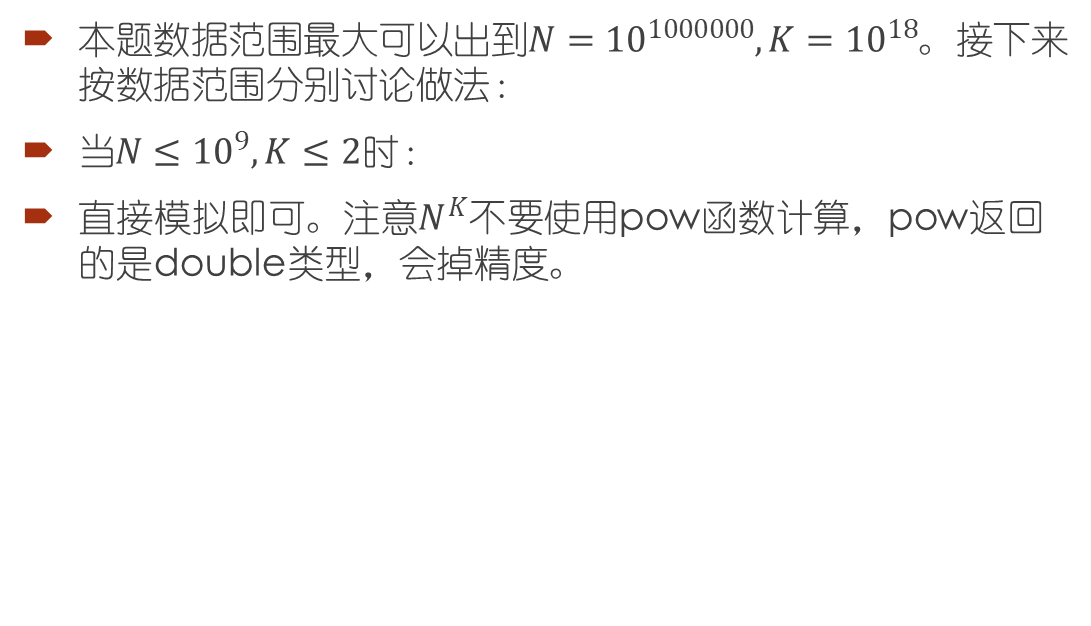 本题数据范围最大可以出到𝑁 = 10^1000000, 𝐾 = 10^18。接下来
按数据范围分别讨论做法：
当𝑁 ≤ 10^9, 𝐾 ≤ 2时：
直接模拟即可。注意𝑁^𝐾不要使用pow函数计算，pow返回
的是double类型，会掉精度。